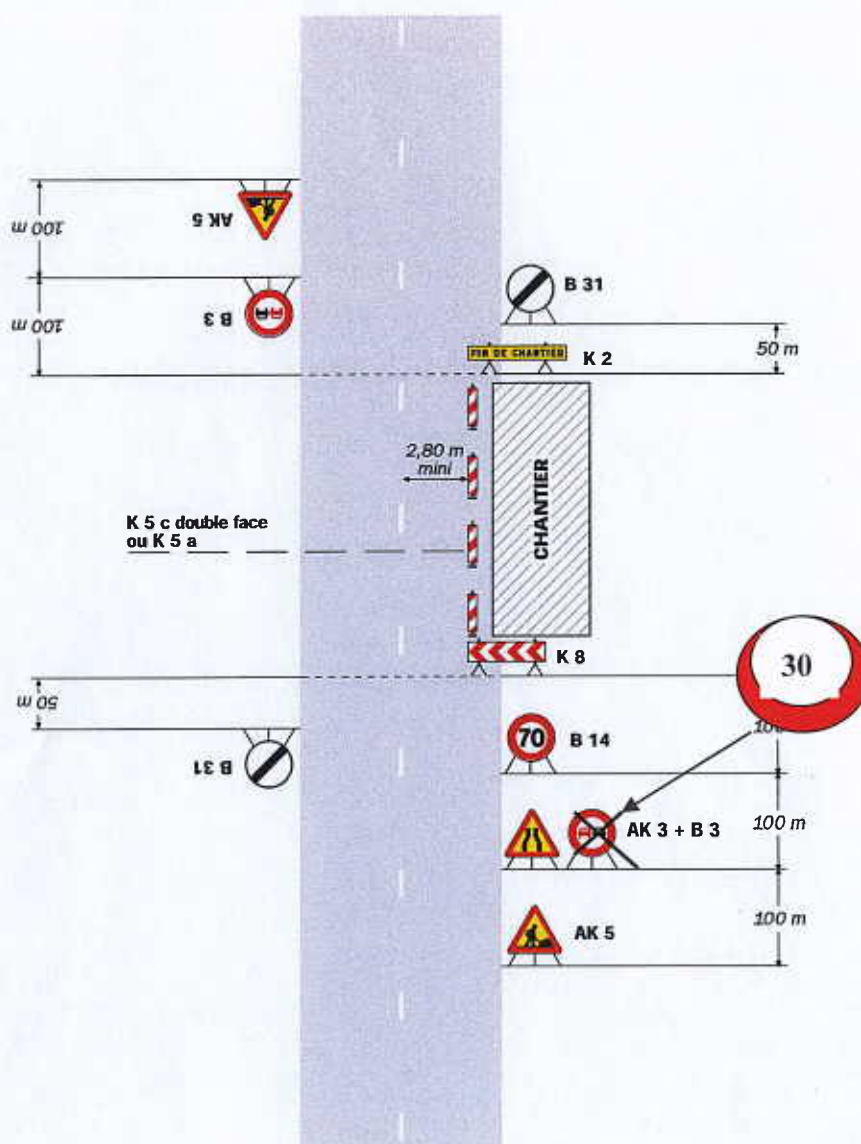 AK 5
100 m
B 3
100 m
B 31
FIN DE CHANTIER
K 2
50 m
2,80 m
mini
CHANTIER
K 5 c double face
ou K 5 a
K 8
30
50 m
B 31
70
B 14
AK 3 + B 3
100 m
AK 5
100 m